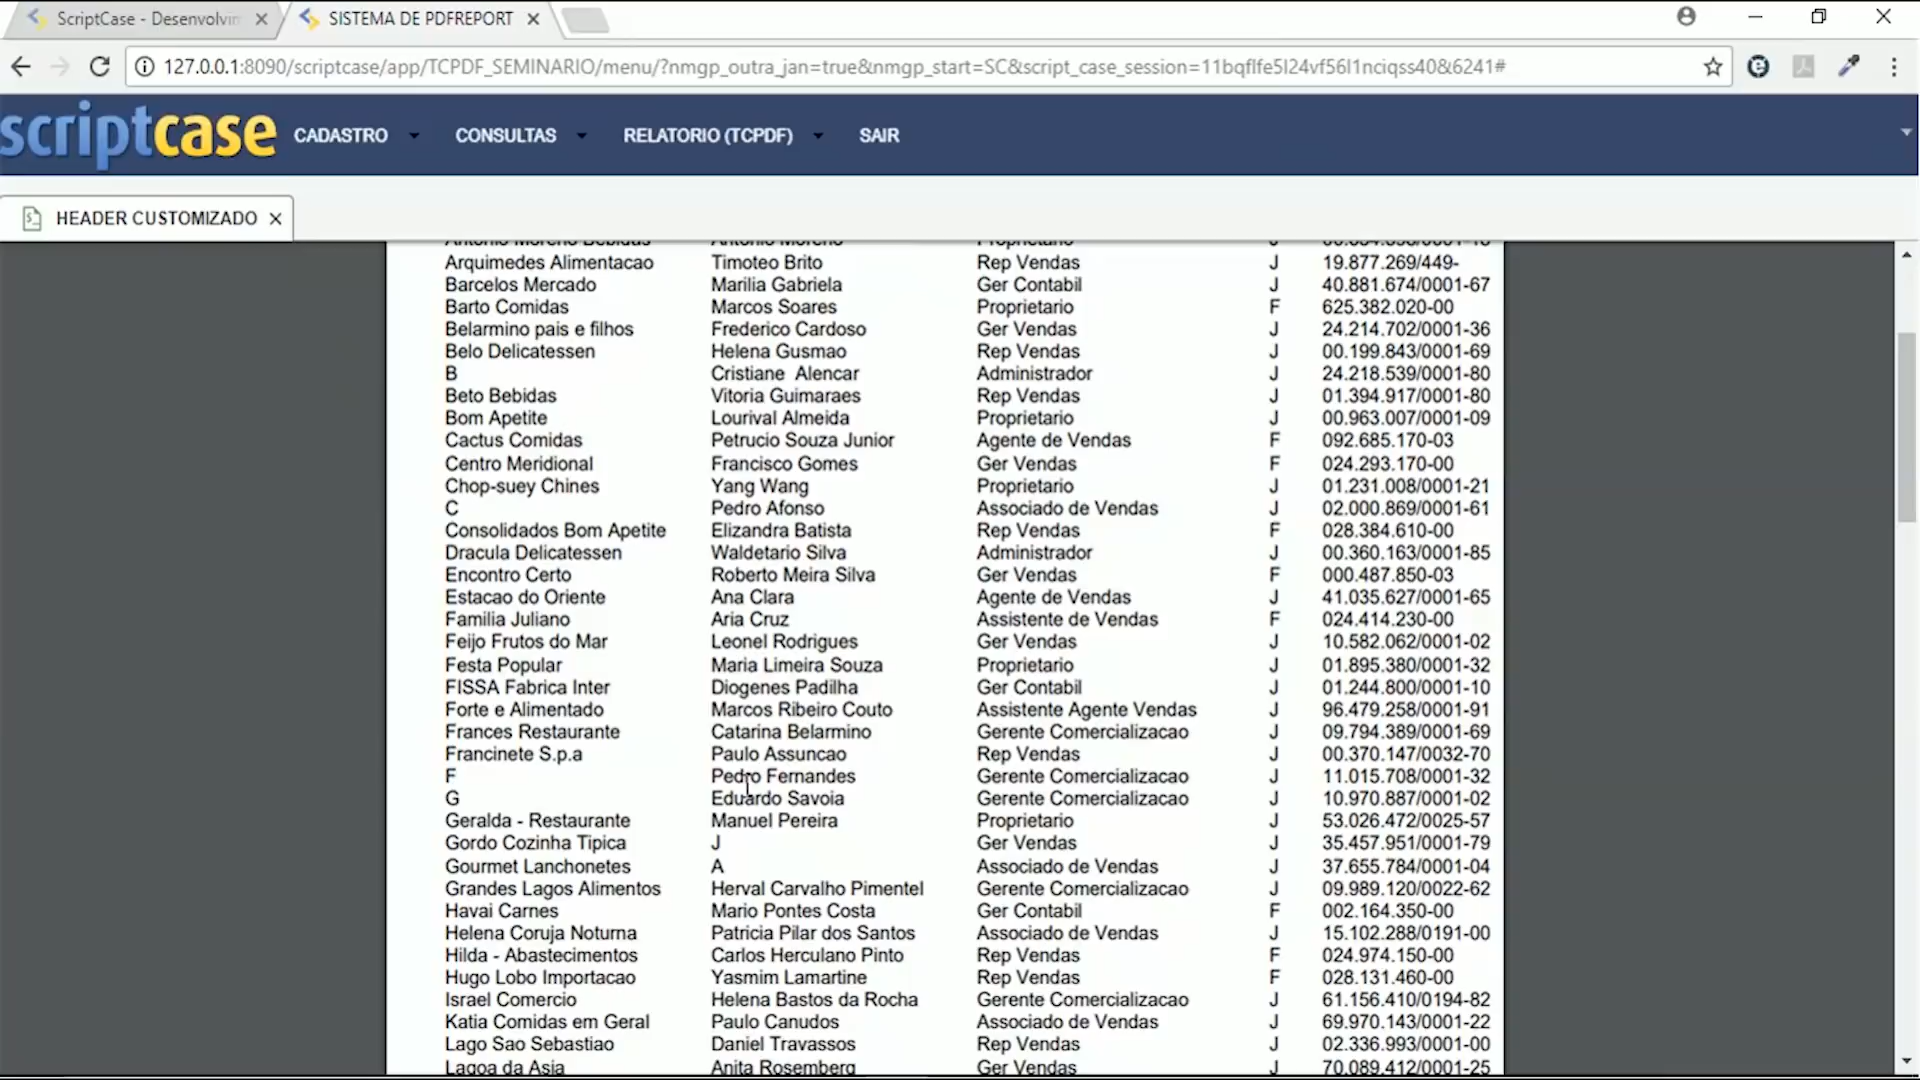 ScriptCase - Desenvolvin
SISTEMA DE PDFREPORT
127.0.0.1:8090/scriptcase/app/TCPDF_SEMINARIO/menu/?nmgp_outra_jan=true&nmgp_start=SC&script_case_session=11bqflfe5l24vf56l1nciqss40&6241#
scriptcase CADASTRO CONSULTAS RELATORIO (TCPDF) SAIR
HEADER CUSTOMIZADO
Antonio Moreno Bebidas Antonio Moreno Proprietario J
Arquimedes Alimentacao Timoteo Brito Rep Vendas J 19.877.269/449-
Barcelos Mercado Marilia Gabriela Ger Contabil J 40.881.674/0001-67
Barto Comidas Marcos Soares Proprietario F 625.382.020-00
Belarmino pais e filhos Frederico Cardoso Ger Vendas J 24.214.702/0001-36
Belo Delicatessen Helena Gusmao Rep Vendas J 00.199.843/0001-69
B Cristiane Alencar Administrador J 24.218.539/0001-80
Beto Bebidas Vitoria Guimaraes Rep Vendas J 01.394.917/0001-80
Bom Apetite Lourival Almeida Proprietario J 00.963.007/0001-09
Cactus Comidas Petrucio Souza Junior Agente de Vendas F 092.685.170-03
Centro Meridional Francisco Gomes Ger Vendas F 024.293.170-00
Chop-suey Chines Yang Wang Proprietario J 01.231.008/0001-21
C Pedro Afonso Associado de Vendas J 02.000.869/0001-61
Consolidados Bom Apetite Elizandra Batista Rep Vendas F 028.384.610-00
Dracula Delicatessen Waldetario Silva Administrador J 00.360.163/0001-85
Encontro Certo Roberto Meira Silva Ger Vendas F 000.487.850-03
Estacao do Oriente Ana Clara Agente de Vendas J 41.035.627/0001-65
Familia Juliano Aria Cruz Assistente de Vendas F 024.414.230-00
Feijo Frutos do Mar Leonel Rodrigues Ger Vendas J 10.582.062/0001-02
Festa Popular Maria Limeira Souza Proprietario J 01.895.380/0001-32
FISSA Fabrica Inter Diogenes Padilha Ger Contabil J 01.244.800/0001-10
Forte e Alimentado Marcos Ribeiro Couto Assistente Agente Vendas J 96.479.258/0001-91
Frances Restaurante Catarina Belarmino Gerente Comercializacao J 09.794.389/0001-69
Francinete S.p.a Paulo Assuncao Rep Vendas J 00.370.147/0032-70
F Pedro Fernandes Gerente Comercializacao J 11.015.708/0001-32
G Eduardo Savoia Gerente Comercializacao J 10.970.887/0001-02
Geralda - Restaurante Manuel Pereira Proprietario J 53.026.472/0025-57
Gordo Cozinha Tipica J Ger Vendas J 35.457.951/0001-79
Gourmet Lanchonetes A Associado de Vendas J 37.655.784/0001-04
Grandes Lagos Alimentos Herval Carvalho Pimentel Gerente Comercializacao J 09.989.120/0022-62
Havai Carnes Mario Pontes Costa Ger Contabil F 002.164.350-00
Helena Coruja Noturna Patricia Pilar dos Santos Associado de Vendas J 15.102.288/0191-00
Hilda - Abastecimentos Carlos Herculano Pinto Rep Vendas F 024.974.150-00
Hugo Lobo Importacao Yasmim Lamartine Rep Vendas F 028.131.460-00
Israel Comercio Helena Bastos da Rocha Gerente Comercializacao J 61.156.410/0194-82
Katia Comidas em Geral Paulo Canudos Associado de Vendas J 69.970.143/0001-22
Lago Sao Sebastiao Daniel Travassos Rep Vendas J 02.336.993/0001-00
Lagoa da Asia Anita Rosemberg Ger Vendas J 70.089.412/0001-25